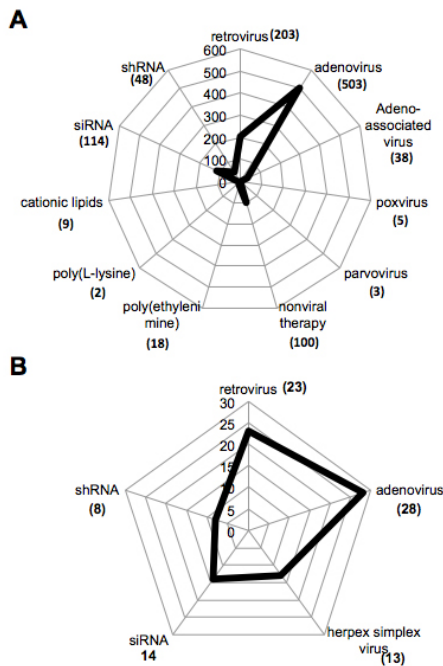 A
retrovirus (203)
600
500
400
300
200
100
0
adenovirus
(503)
Adeno-
associated
virus
(38)
poxvirus
(5)
parvovirus
(3)
nonviral
therapy
(100)
poly(ethyleni
mine)
(18)
poly(L-lysine)
(2)
cationic lipids
(9)
siRNA
(114)
shRNA
(48)
B
retrovirus (23)
30
25
20
15
10
5
0
adenovirus
(28)
herpex simplex
virus
(13)
siRNA
14
shRNA
(8)